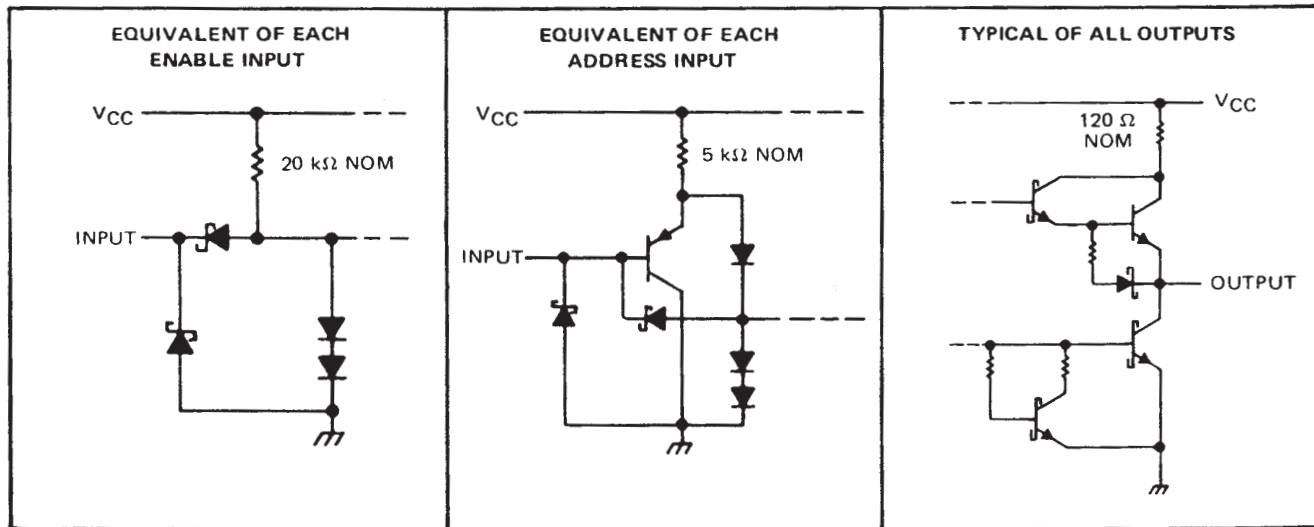 EQUIVALENT OF EACH
ENABLE INPUT
VCC
20 kΩ NOM
INPUT
EQUIVALENT OF EACH
ADDRESS INPUT
VCC
5 kΩ NOM
INPUT
TYPICAL OF ALL OUTPUTS
VCC
120 Ω
NOM
OUTPUT